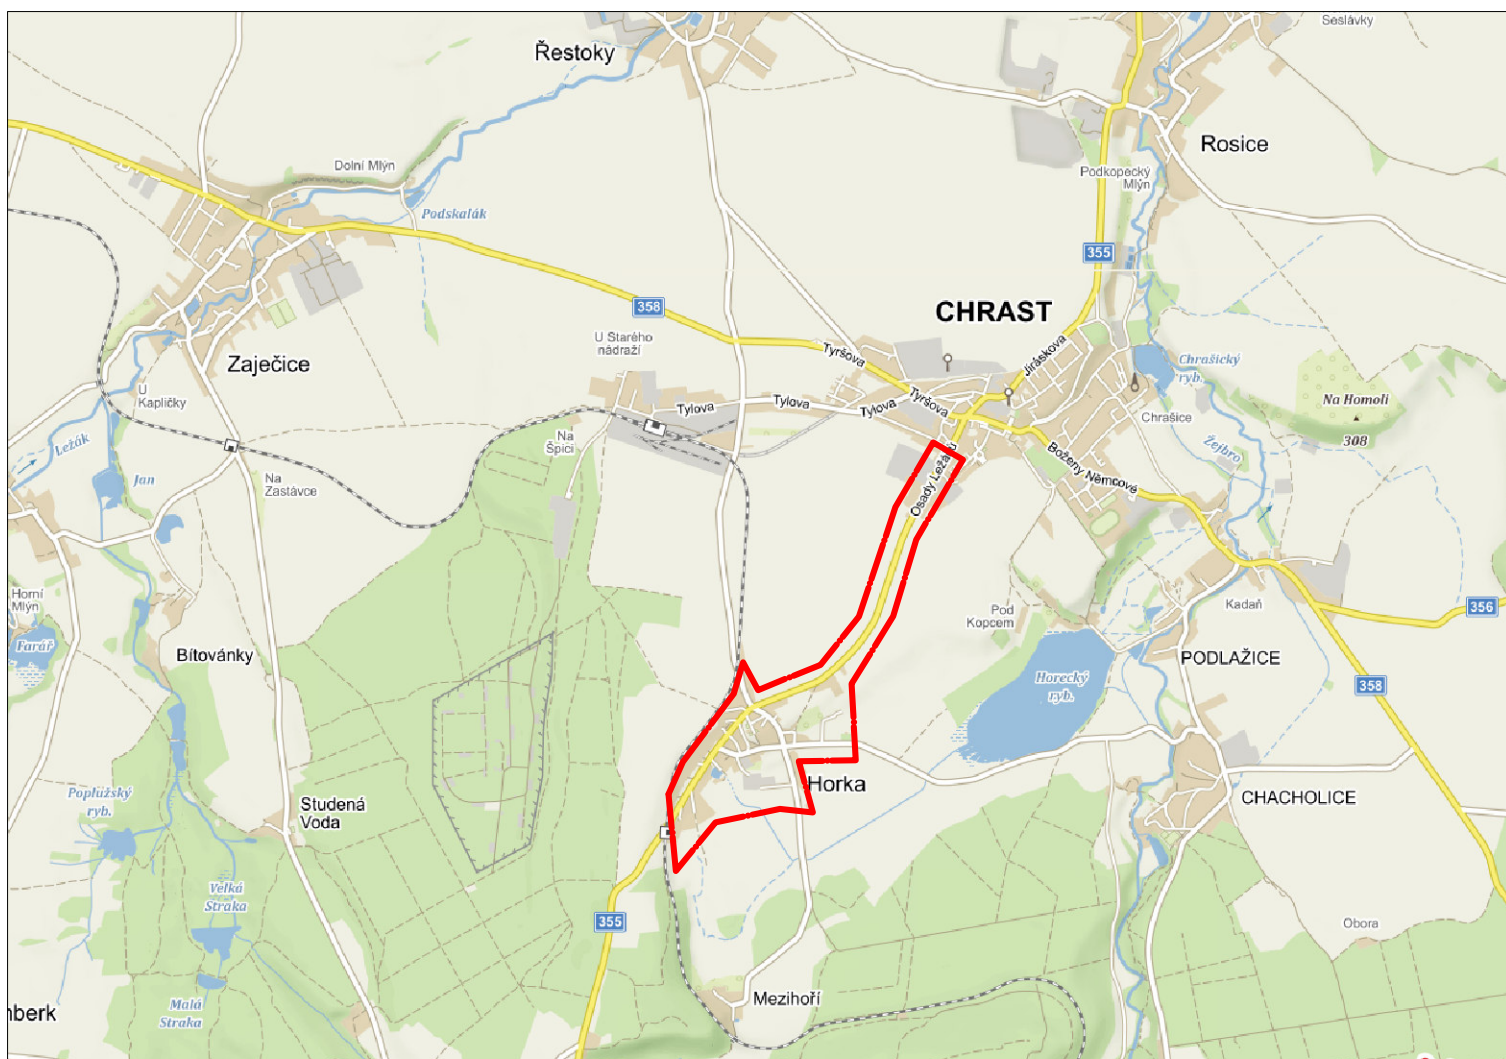 Seslávky
Řestoky
Rosice
Dolní Mlýn
Podkopecký
Mlýn
Podskalák
355
358
CHRAST
U Starého
nádraží
Tyršova
Jiráskova
Chrašický
ryb.
Zaječice
U
Kapličky
Tylova
Tylova
Tylova
Tyršova
Chrašice
Na Homoli
308
Ležák
Na
Špici
Žejbro
Jan
Na
Zastávce
Osady Ležá
Boženy Němcové
Horní
Mlýn
Farář
Pod
Kopcem
Kadaň
356
Bítovánky
PODLAŽICE
Horecký
ryb.
358
Horka
Poplužský
ryb.
Studená
Voda
CHACHOLICE
Velká
Straka
355
Obora
Malá
Straka
Mezihoří
nberk